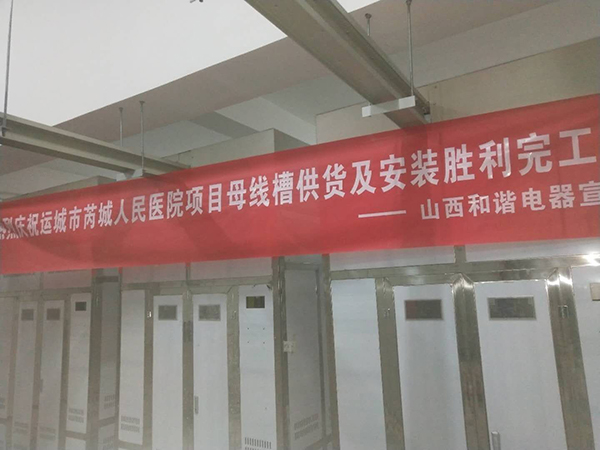 烈庆祝运城市芮城人民医院项目母线槽供货及安装胜利完工
——山西和谐电器宣